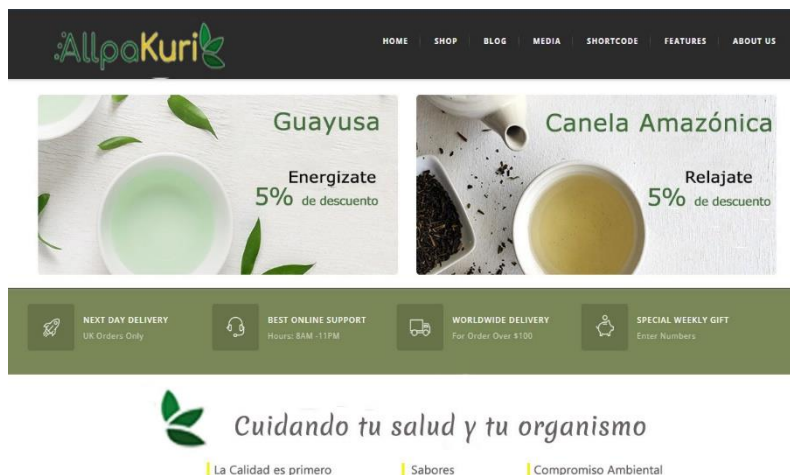 AllpaKuri
HOME SHOP BLOG MEDIA SHORTCODE FEATURES ABOUT US
Guayusa
Energizate
5% de descuento
Canela Amazónica
Relajate
5% de descuento
NEXT DAY DELIVERY
UK Orders Only
BEST ONLINE SUPPORT
Hours: 8AM -11PM
WORLDWIDE DELIVERY
For Order Over $100
SPECIAL WEEKLY GIFT
Enter Numbers
Cuidando tu salud y tu organismo
La Calidad es primero
Sabores
Compromiso Ambiental